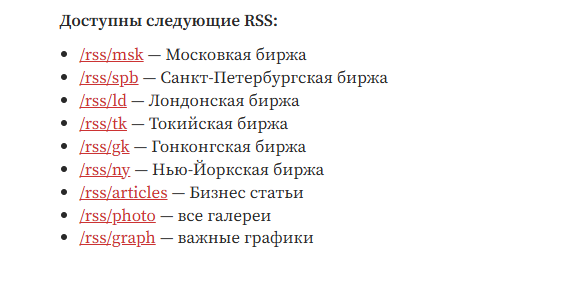 Доступны следующие RSS:
/rss/msk — Московкая биржа
/rss/spb — Санкт-Петербургская биржа
/rss/ld — Лондонская биржа
/rss/tk — Токийская биржа
/rss/gk — Гонконгская биржа
/rss/ny — Нью-Йоркская биржа
/rss/articles — Бизнес статьи
/rss/photo — все галереи
/rss/graph — важные графики